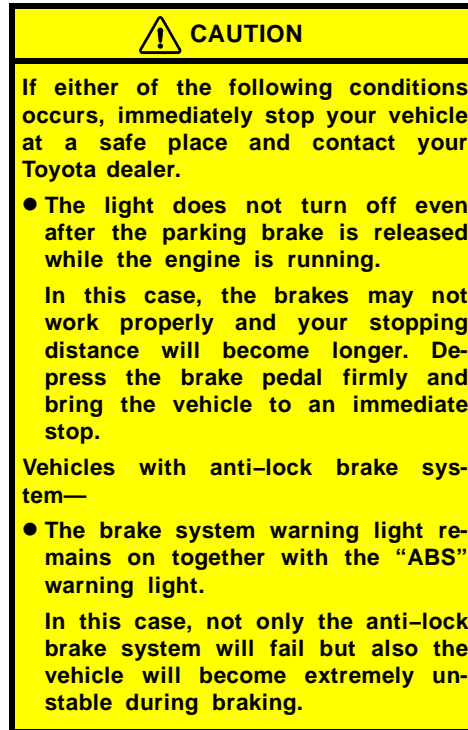 CAUTION
If either of the following conditions
occurs, immediately stop your vehicle
at a safe place and contact your
Toyota dealer.
● The light does not turn off even
after the parking brake is released
while the engine is running.
In this case, the brakes may not
work properly and your stopping
distance will become longer. De-
press the brake pedal firmly and
bring the vehicle to an immediate
stop.
Vehicles with anti–lock brake sys-
tem—
● The brake system warning light re-
mains on together with the “ABS”
warning light.
In this case, not only the anti–lock
brake system will fail but also the
vehicle will become extremely un-
stable during braking.